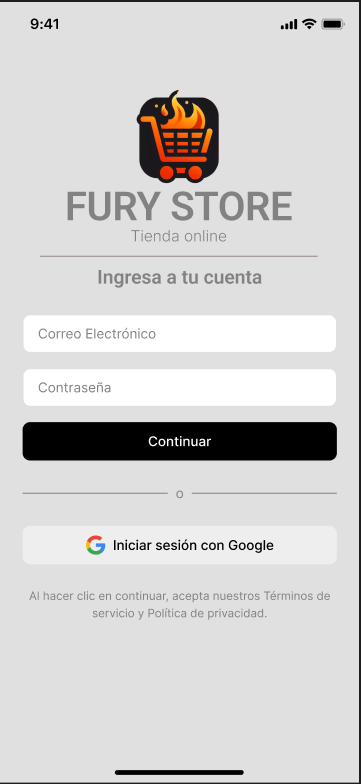 9:41
FURY STORE
Tienda online
Ingresa a tu cuenta
Correo Electrónico
Contraseña
Continuar
o
Iniciar sesión con Google
Al hacer clic en continuar, acepta nuestros Términos de
servicio y Política de privacidad.